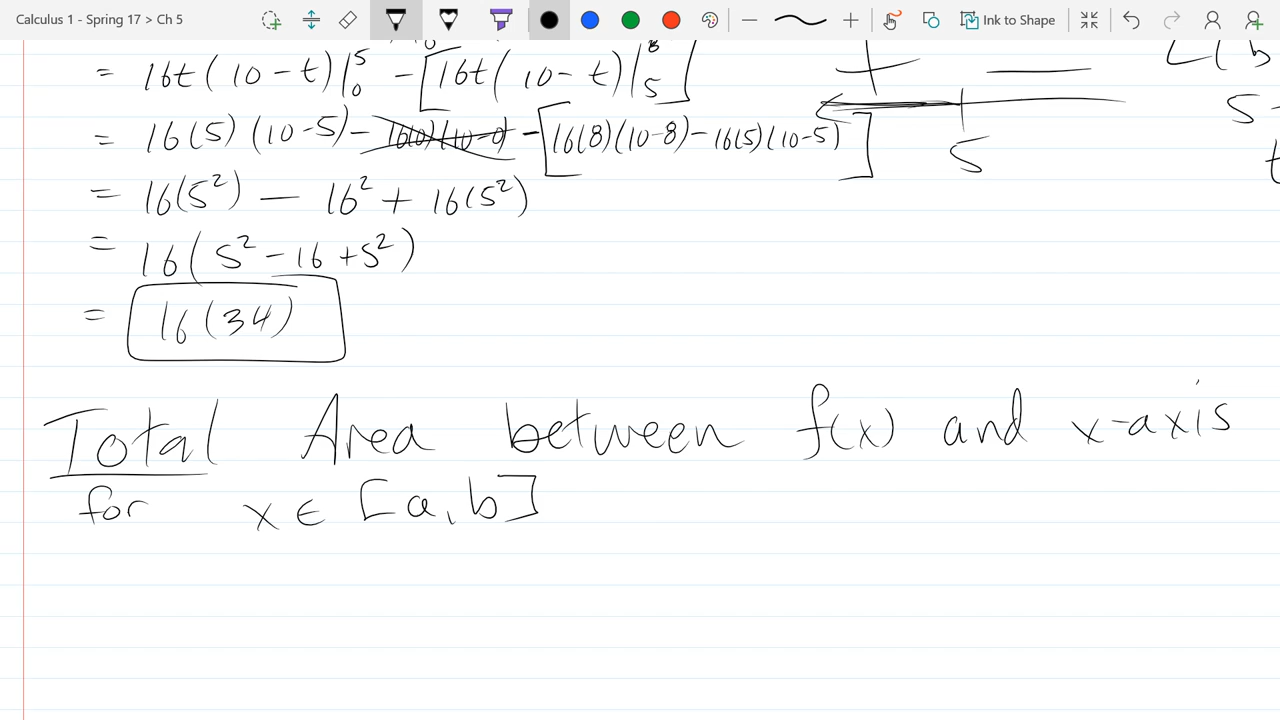 Calculus 1 - Spring 17 > Ch 5
Ink to Shape
= 16t(10-t)|₀⁵ - [16t(10-t)|₅⁸]
= 16(5)(10-5) - 16(0)(10-0) - [16(8)(10-8) - 16(5)(10-5)]
5
= 16(5²) - 16² + 16(5²)
= 16(5² - 16 + 5²)
= 16(34)
Total Area between f(x) and x-axis
for x ∈ [a, b]